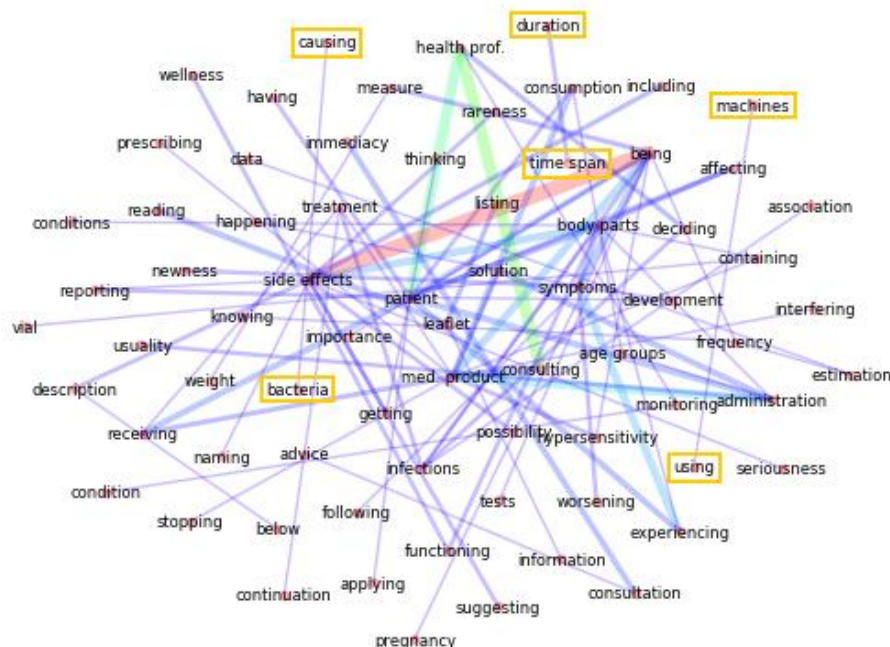 duration
causing
health prof.
wellness
measure
consumption
including
having
rareness
machines
prescribing
immediacy
data
thinking
time span
being
affecting
reading
treatment
listing
association
conditions
happening
body parts
deciding
newness
side effects
solution
containing
reporting
patient
symptoms
development
interfering
vial
knowing
leaflet
usuality
importance
frequency
age groups
description
weight
bacteria
med. product
consulting
estimation
monitoring
administration
getting
receiving
possibility
hypersensitivity
naming
advice
infections
using
seriousness
condition
tests
worsening
stopping
below
following
experiencing
functioning
information
continuation
applying
suggesting
consultation
pregnancy